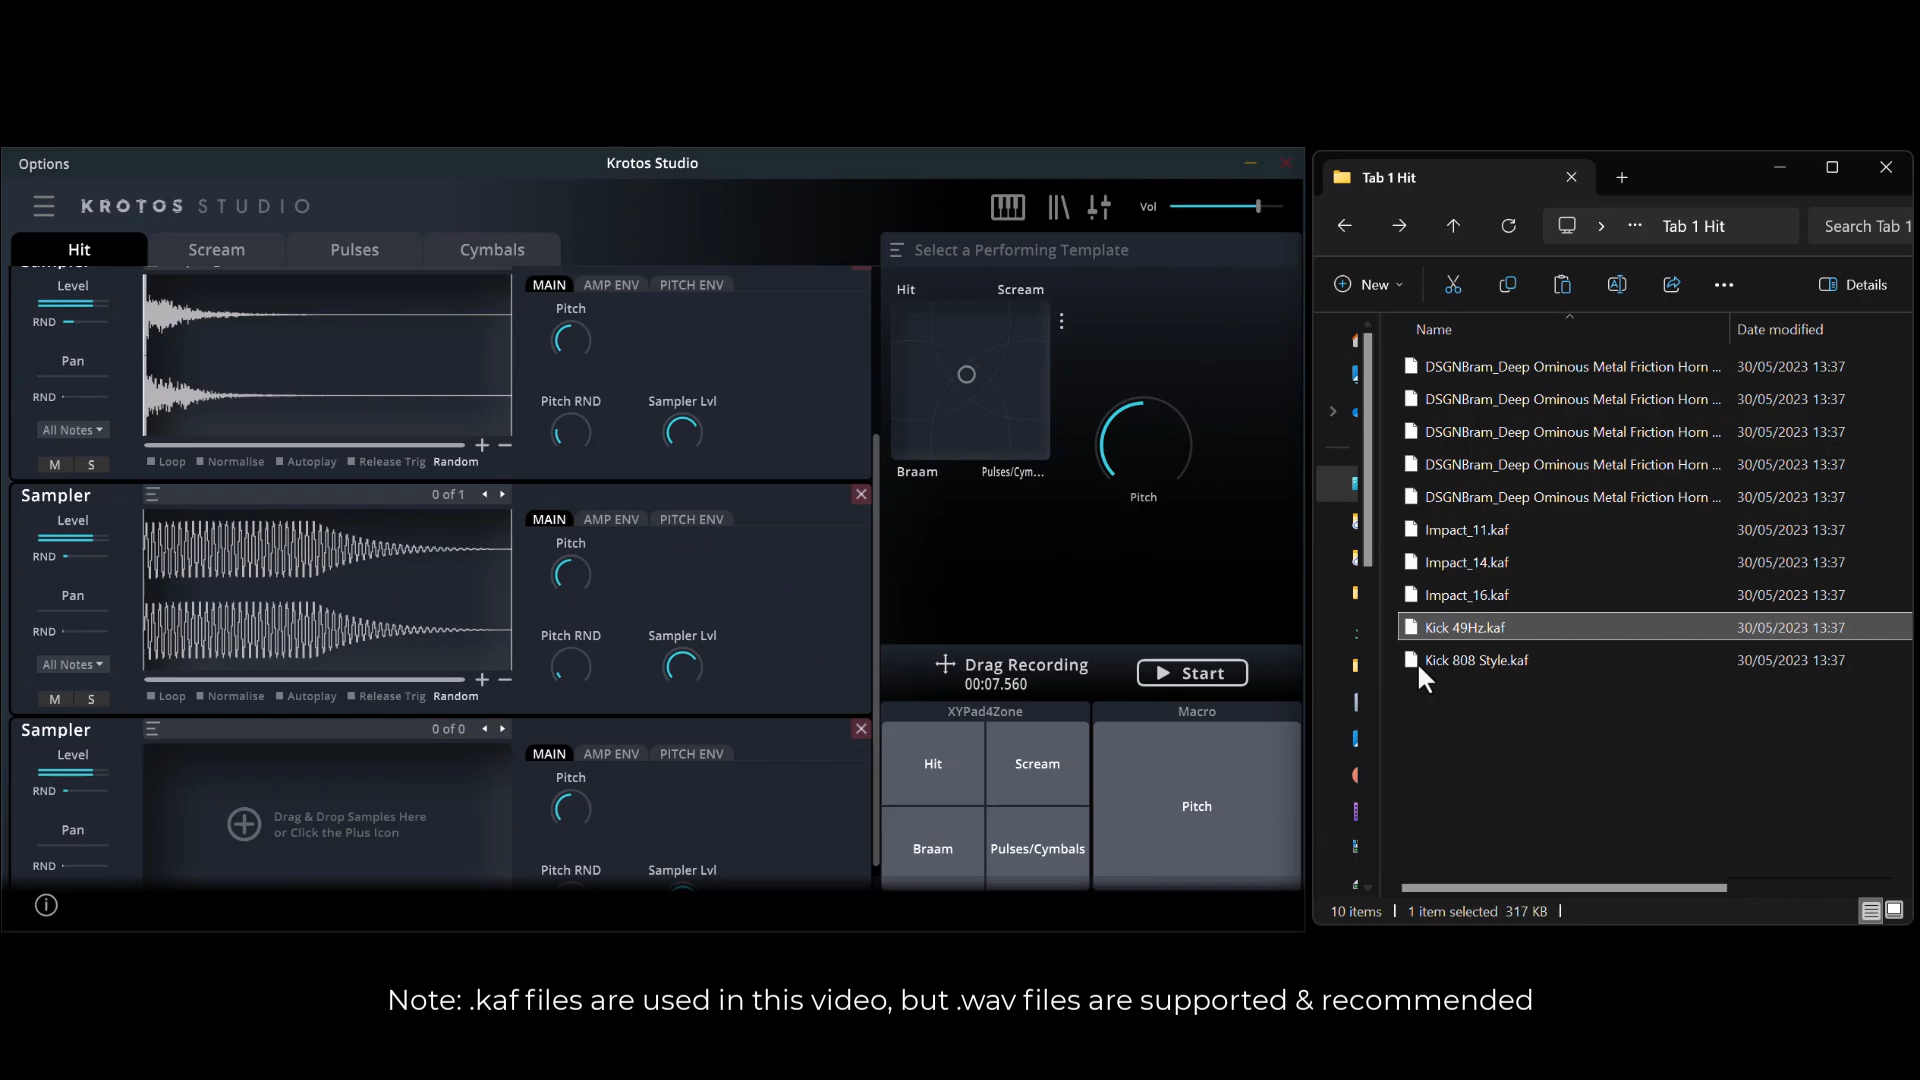 Options
Krotos Studio
KROTOS STUDIO
Vol
Hit
Scream
Pulses
Cymbals
Select a Performing Template
Level
RND
Pan
RND
All Notes
M S
Loop Normalise Autoplay Release Trig Random
MAIN AMP ENV PITCH ENV
Pitch
Pitch RND
Sampler Lvl
Sampler
0 of 1
Level
RND
Pan
RND
All Notes
M S
Loop Normalise Autoplay Release Trig Random
MAIN AMP ENV PITCH ENV
Pitch
Pitch RND
Sampler Lvl
Sampler
0 of 0
Level
RND
Pan
RND
Drag & Drop Samples Here
or Click the Plus Icon
MAIN AMP ENV PITCH ENV
Pitch
Pitch RND
Sampler Lvl
Hit
Scream
Braam
Pulses/Cym...
Pitch
Drag Recording
00:07.560
Start
XYPad4Zone
Macro
Hit
Scream
Braam
Pulses/Cymbals
Pitch
Tab 1 Hit
Tab 1 Hit
Search Tab 1
New
Details
Name
Date modified
DSGNBram_Deep Ominous Metal Friction Horn ... 30/05/2023 13:37
DSGNBram_Deep Ominous Metal Friction Horn ... 30/05/2023 13:37
DSGNBram_Deep Ominous Metal Friction Horn ... 30/05/2023 13:37
DSGNBram_Deep Ominous Metal Friction Horn ... 30/05/2023 13:37
DSGNBram_Deep Ominous Metal Friction Horn ... 30/05/2023 13:37
Impact_11.kaf 30/05/2023 13:37
Impact_14.kaf 30/05/2023 13:37
Impact_16.kaf 30/05/2023 13:37
Kick 49Hz.kaf 30/05/2023 13:37
Kick 808 Style.kaf 30/05/2023 13:37
10 items
1 item selected 317 KB
Note: .kaf files are used in this video, but .wav files are supported & recommended